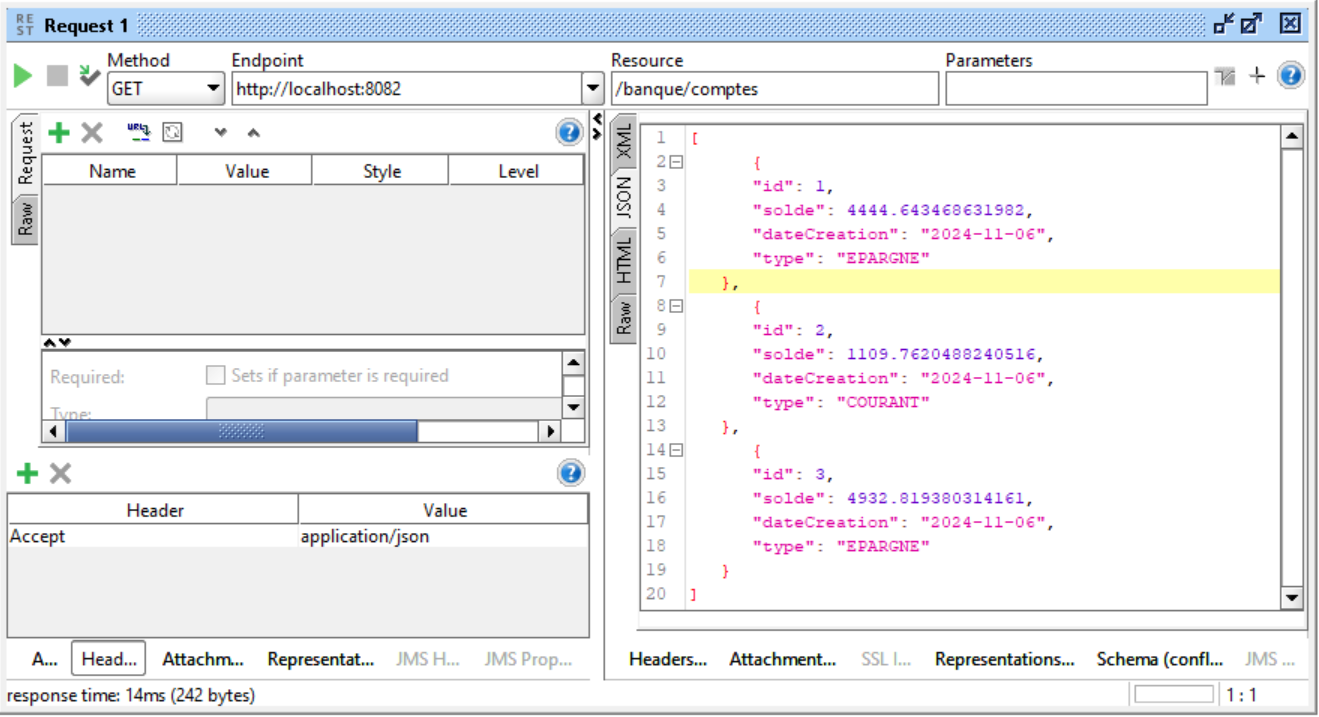 REST Request 1
Method Endpoint Resource Parameters
GET http://localhost:8082 /banque/comptes
Request
Raw
Name Value Style Level
Required: Sets if parameter is required
Type:
Header Value
Accept application/json
A... Head... Attachm... Representat... JMS H... JMS Prop...
XML
JSON
HTML
Raw
1 [
2 {
3 "id": 1,
4 "solde": 4444.643468631982,
5 "dateCreation": "2024-11-06",
6 "type": "EPARGNE"
7 },
8 {
9 "id": 2,
10 "solde": 1109.7620488240516,
11 "dateCreation": "2024-11-06",
12 "type": "COURANT"
13 },
14 {
15 "id": 3,
16 "solde": 4932.819380314161,
17 "dateCreation": "2024-11-06",
18 "type": "EPARGNE"
19 }
20 ]
Headers... Attachment... SSL I... Representations... Schema (confl... JMS ...
response time: 14ms (242 bytes)
1 : 1